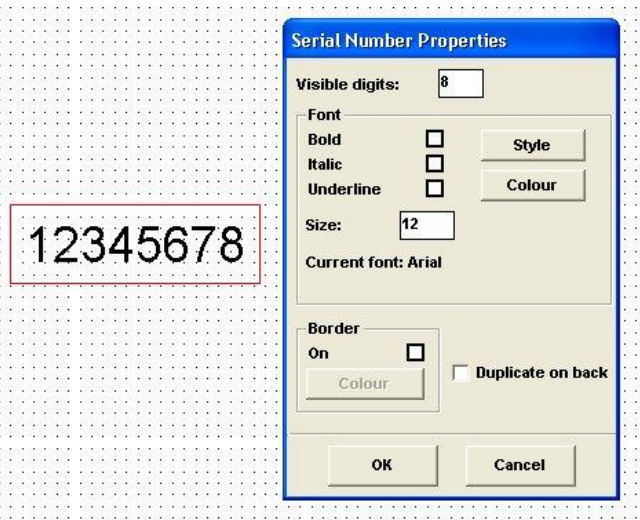 12345678
Serial Number Properties
Visible digits: 8
Font
Bold
Italic
Underline
Style
Colour
Size: 12
Current font: Arial
Border
On
Colour
Duplicate on back
OK Cancel